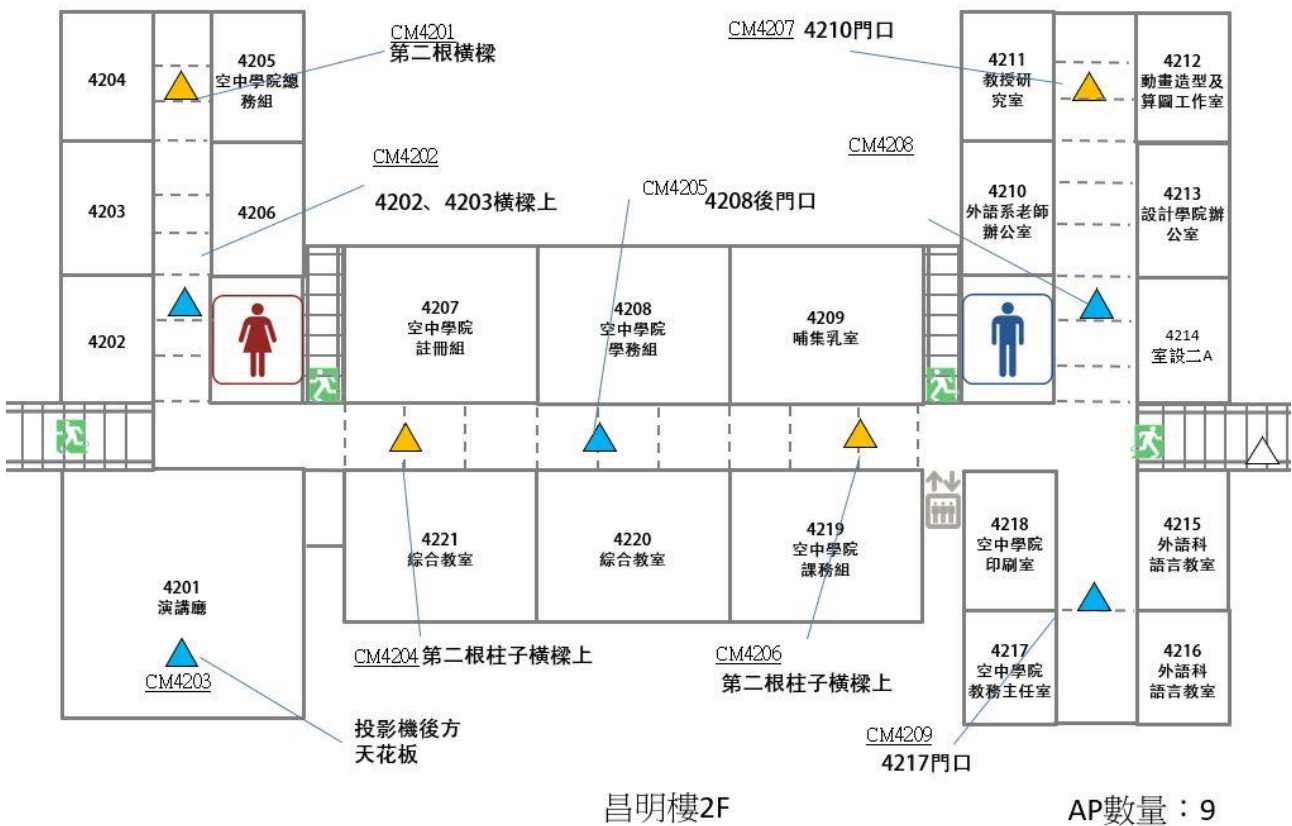 CM4201
第二根橫樑
CM4207 4210門口
4204
4205
空中學院總
務組
4211
教授研
究室
4212
動畫造型及
算圖工作室
CM4202
4202、4203橫樑上
CM4205
4208後門口
CM4208
4203
4206
4210
外語系老師
辦公室
4213
設計學院辦
公室
4202
4207
空中學院
註冊組
4208
空中學院
學務組
4209
哺集乳室
4214
室設二A
4201
演講廳
4221
綜合教室
4220
綜合教室
4219
空中學院
課務組
4218
空中學院
印刷室
4215
外語科
語言教室
CM4203
CM4204 第二根柱子橫樑上
CM4206
第二根柱子橫樑上
4217
空中學院
教務主任室
4216
外語科
語言教室
投影機後方
天花板
CM4209
4217門口
昌明樓2F
AP數量：9